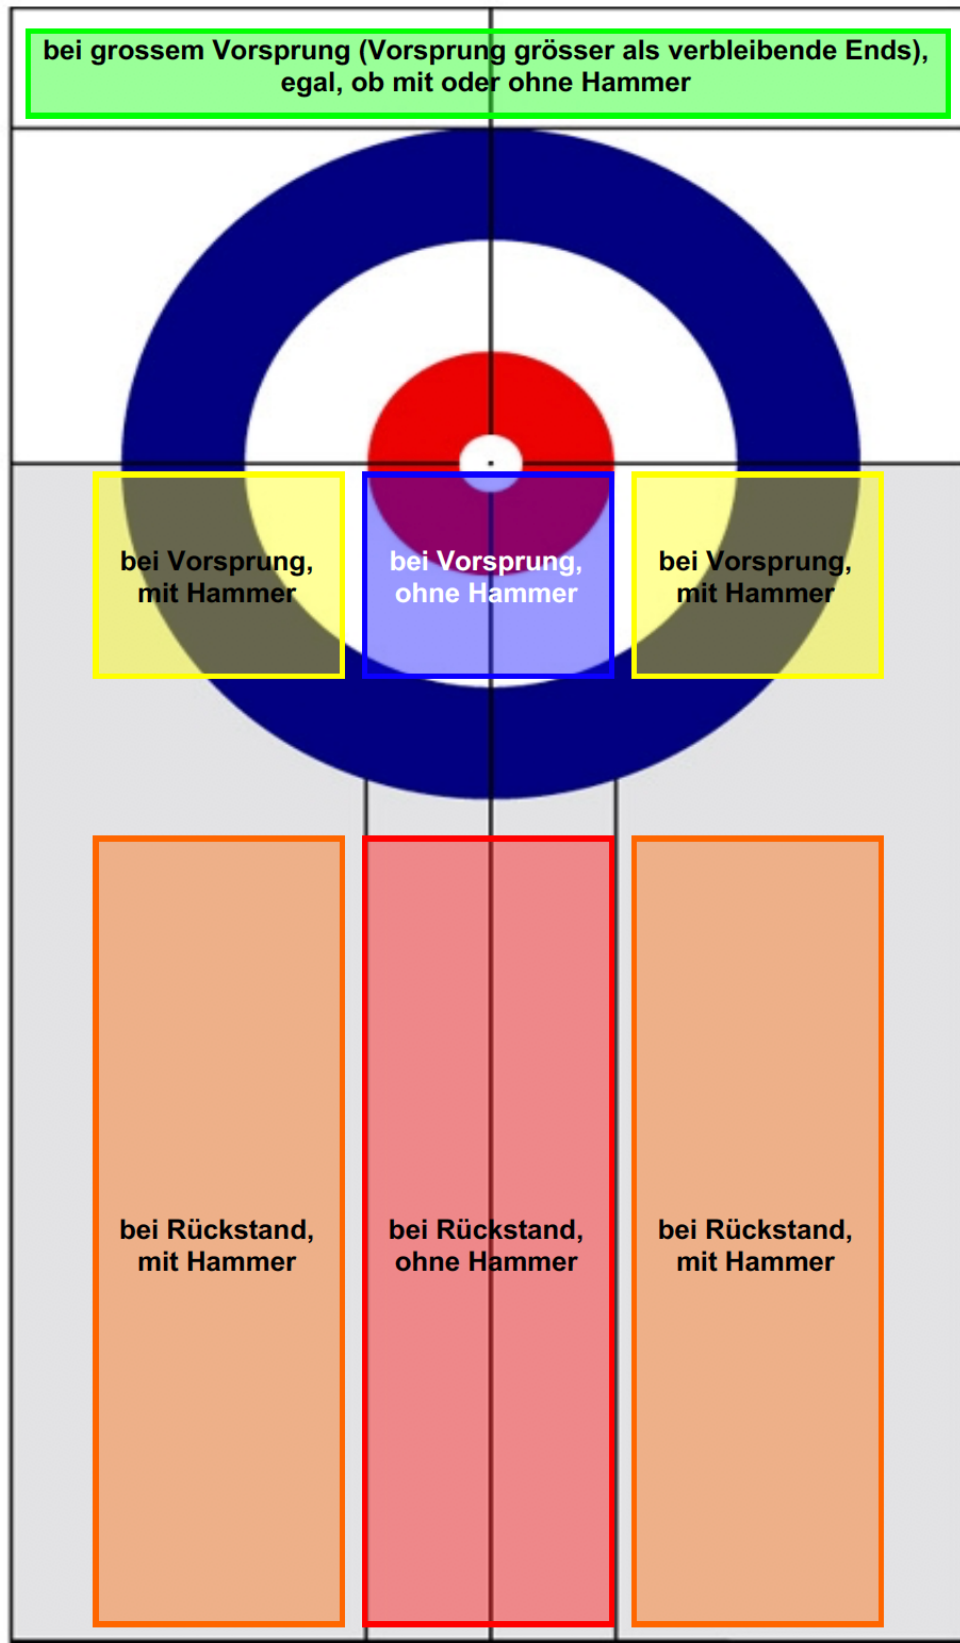 bei grossem Vorsprung (Vorsprung grösser als verbleibende Ends),
egal, ob mit oder ohne Hammer
bei Vorsprung,
mit Hammer
bei Vorsprung,
ohne Hammer
bei Vorsprung,
mit Hammer
bei Rückstand,
mit Hammer
bei Rückstand,
ohne Hammer
bei Rückstand,
mit Hammer